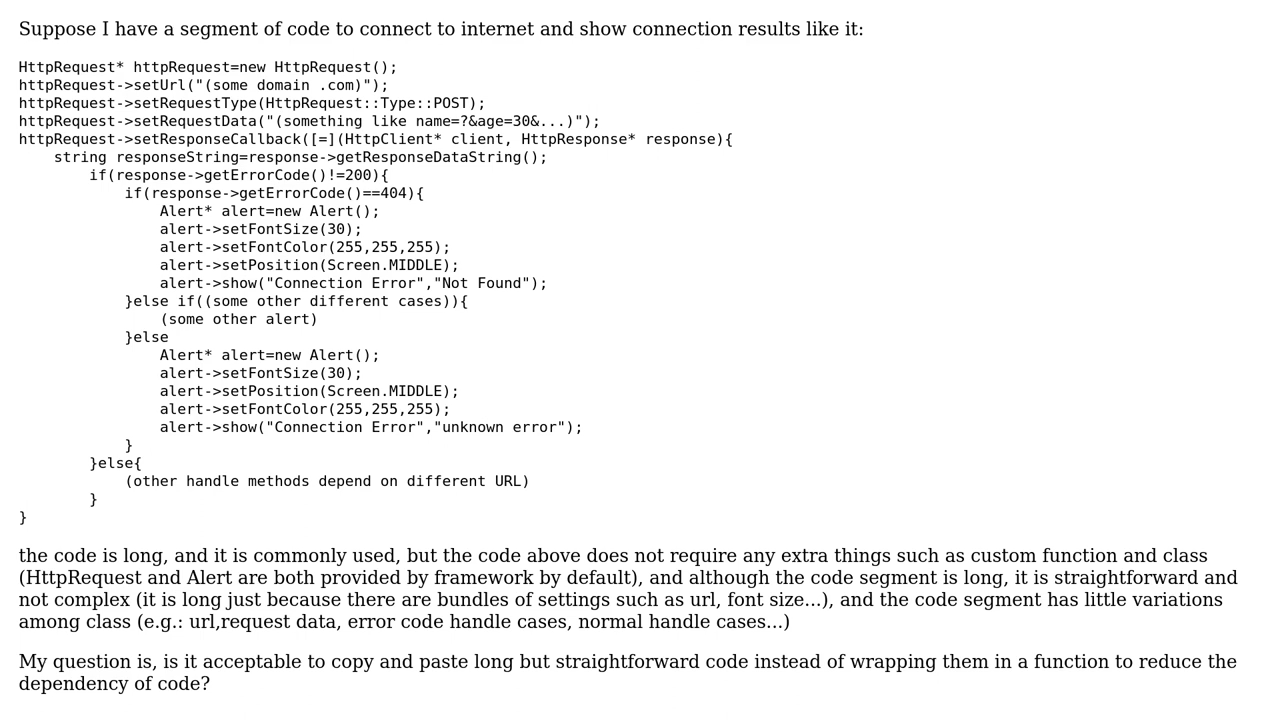 Suppose I have a segment of code to connect to internet and show connection results like it:
HttpRequest* httpRequest=new HttpRequest();
httpRequest->setUrl("(some domain .com)");
httpRequest->setRequestType(HttpRequest::Type::POST);
httpRequest->setRequestData("(something like name=?&age=30&...)");
httpRequest->setResponseCallback([=](HttpClient* client, HttpResponse* response){
    string responseString=response->getResponseDataString();
        if(response->getErrorCode()!=200){
            if(response->getErrorCode()==404){
                Alert* alert=new Alert();
                alert->setFontSize(30);
                alert->setFontColor(255,255,255);
                alert->setPosition(Screen.MIDDLE);
                alert->show("Connection Error","Not Found");
            }else if((some other different cases)){
                (some other alert)
            }else
                Alert* alert=new Alert();
                alert->setFontSize(30);
                alert->setPosition(Screen.MIDDLE);
                alert->setFontColor(255,255,255);
                alert->show("Connection Error","unknown error");
            }
        }else{
            (other handle methods depend on different URL)
        }
}
the code is long, and it is commonly used, but the code above does not require any extra things such as custom function and class
(HttpRequest and Alert are both provided by framework by default), and although the code segment is long, it is straightforward and
not complex (it is long just because there are bundles of settings such as url, font size...), and the code segment has little variations
among class (e.g.: url,request data, error code handle cases, normal handle cases...)
My question is, is it acceptable to copy and paste long but straightforward code instead of wrapping them in a function to reduce the
dependency of code?